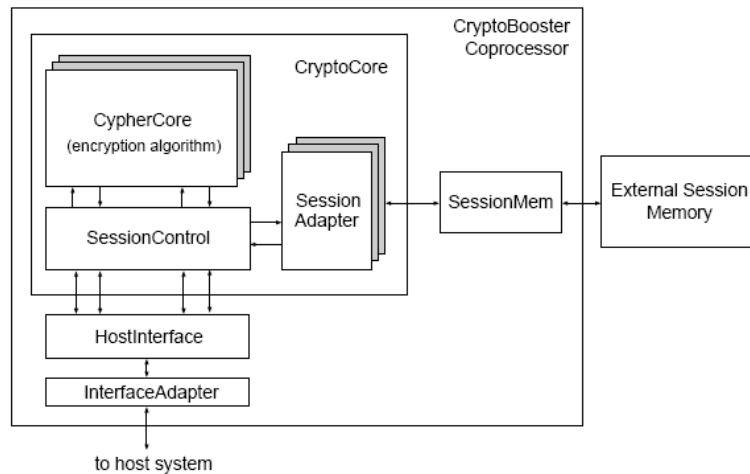 CryptoBooster
Coprocessor
CryptoCore
CypherCore
(encryption algorithm)
Session
Adapter
SessionMem
External Session
Memory
SessionControl
HostInterface
InterfaceAdapter
to host system